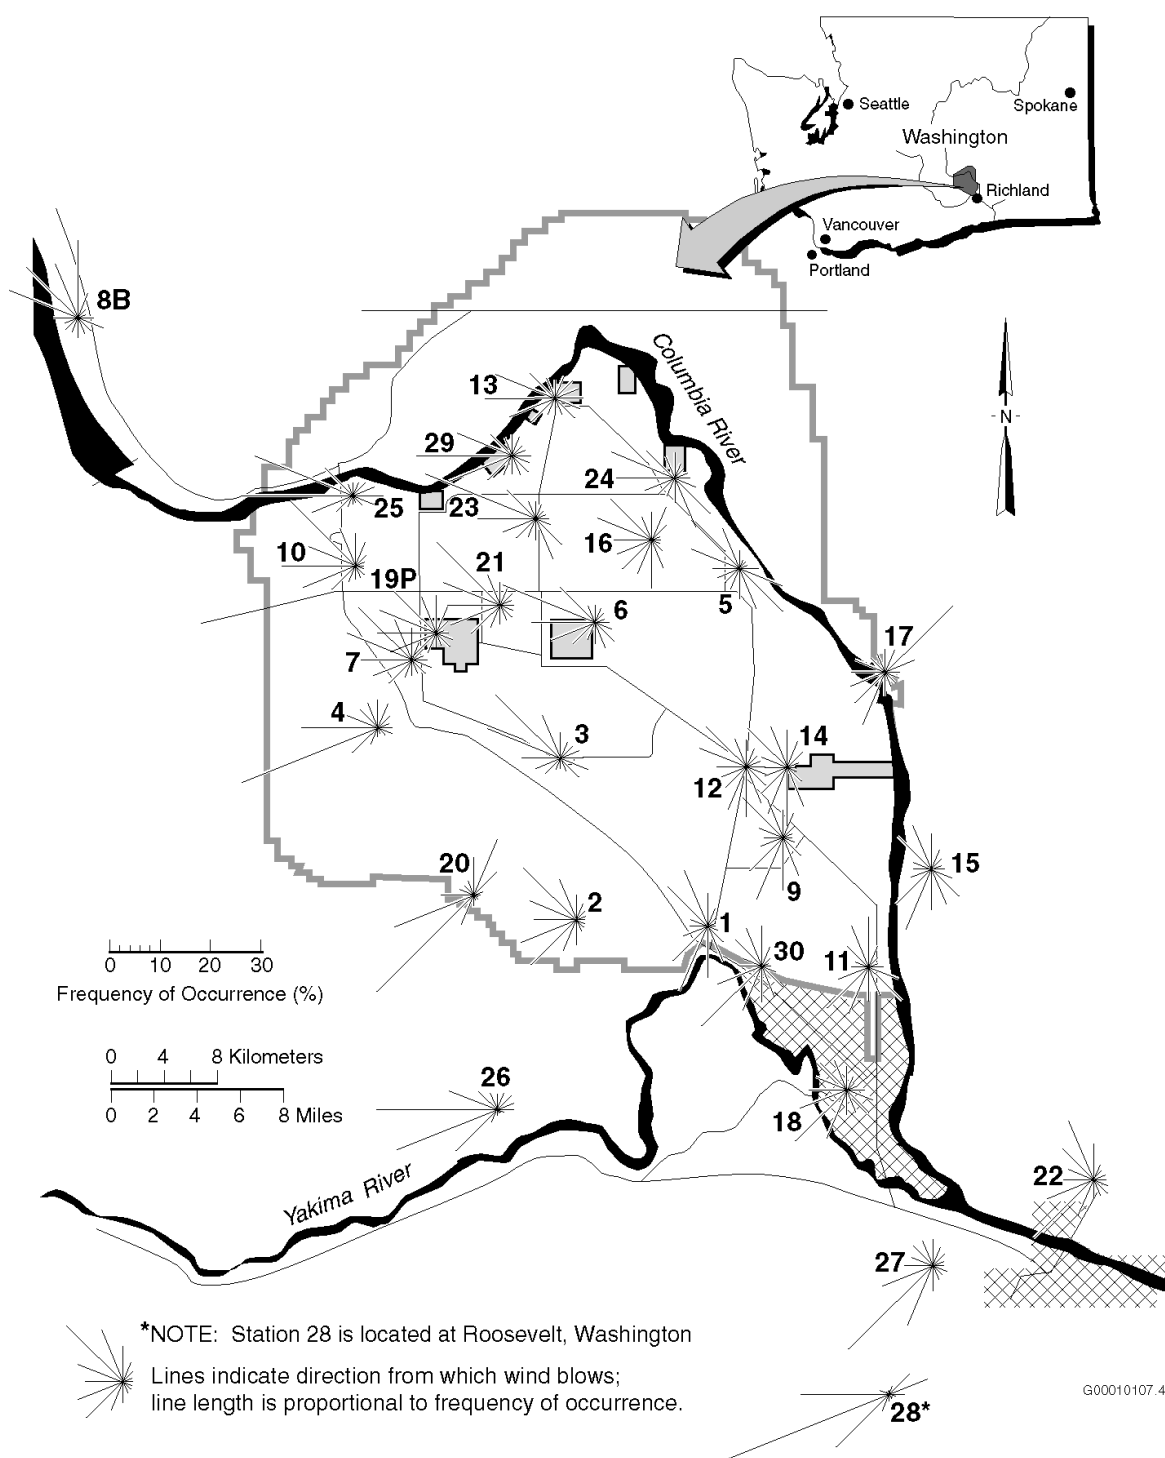 Seattle
Spokane
Washington
Richland
Vancouver
Portland
8B
Columbia River
13
N
29
24
25
23
10
16
21
19P
6
5
17
7
4
3
14
12
20
15
2
9
1
30
11
0 10 20 30
Frequency of Occurrence (%)
0 4 8 Kilometers
0 2 4 6 8 Miles
26
18
22
Yakima River
27
*NOTE: Station 28 is located at Roosevelt, Washington
Lines indicate direction from which wind blows;
line length is proportional to frequency of occurrence.
28*
G00010107.4